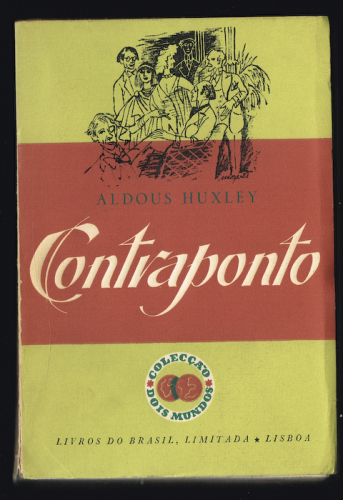 ALDOUS HUXLEY
Contraponto
COLECÇÃO
DOIS MUNDOS
LIVROS DO BRASIL, LIMITADA ★ LISBOA